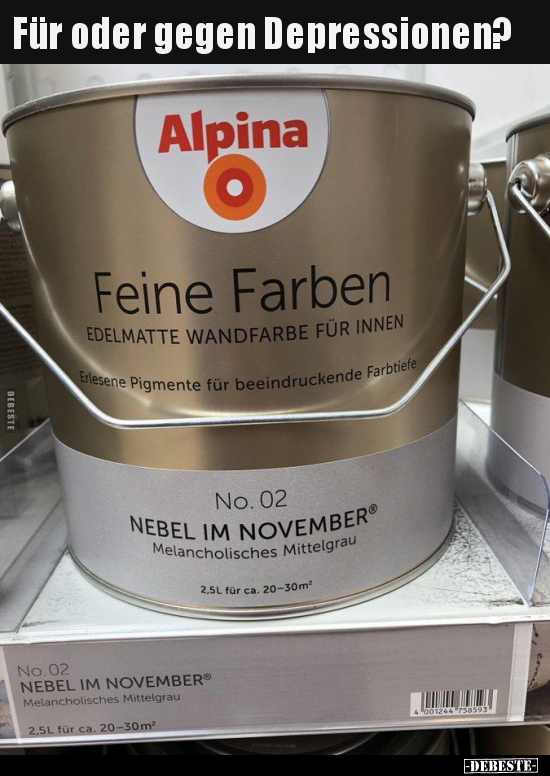 Für oder gegen Depressionen?
Alpina
Feine Farben
EDELMATTE WANDFARBE FÜR INNEN
Erlesene Pigmente für beeindruckende Farbtiefe
No. 02
NEBEL IM NOVEMBER®
Melancholisches Mittelgrau
2,5L für ca. 20–30m²
No. 02
NEBEL IM NOVEMBER®
Melancholisches Mittelgrau
2,5L für ca. 20–30m²
4 001244 758593
DEBESTE
-DEBESTE-